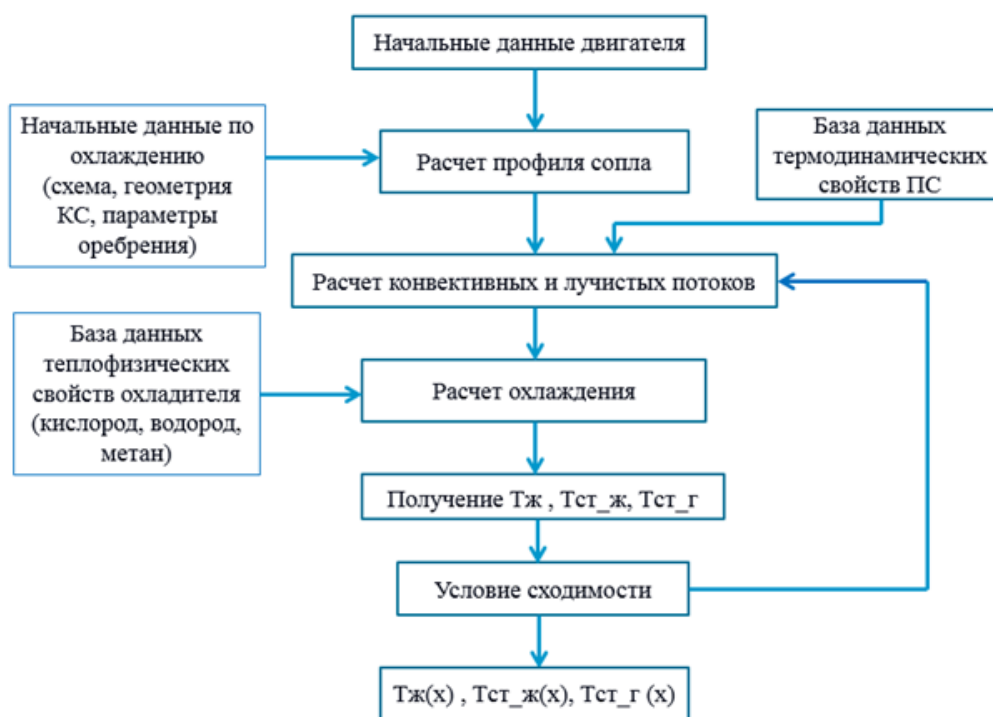 Начальные данные двигателя
Начальные данные по
охлаждению
(схема, геометрия
КС, параметры
оребрения)
Расчет профиля сопла
База данных
термодинамических
свойств ПС
Расчет конвективных и лучистых потоков
База данных
теплофизических
свойств охладителя
(кислород, водород,
метан)
Расчет охлаждения
Получение Тж , Тст_ж, Тст_г
Условие сходимости
Тж(х) , Тст_ж(х), Тст_г (х)